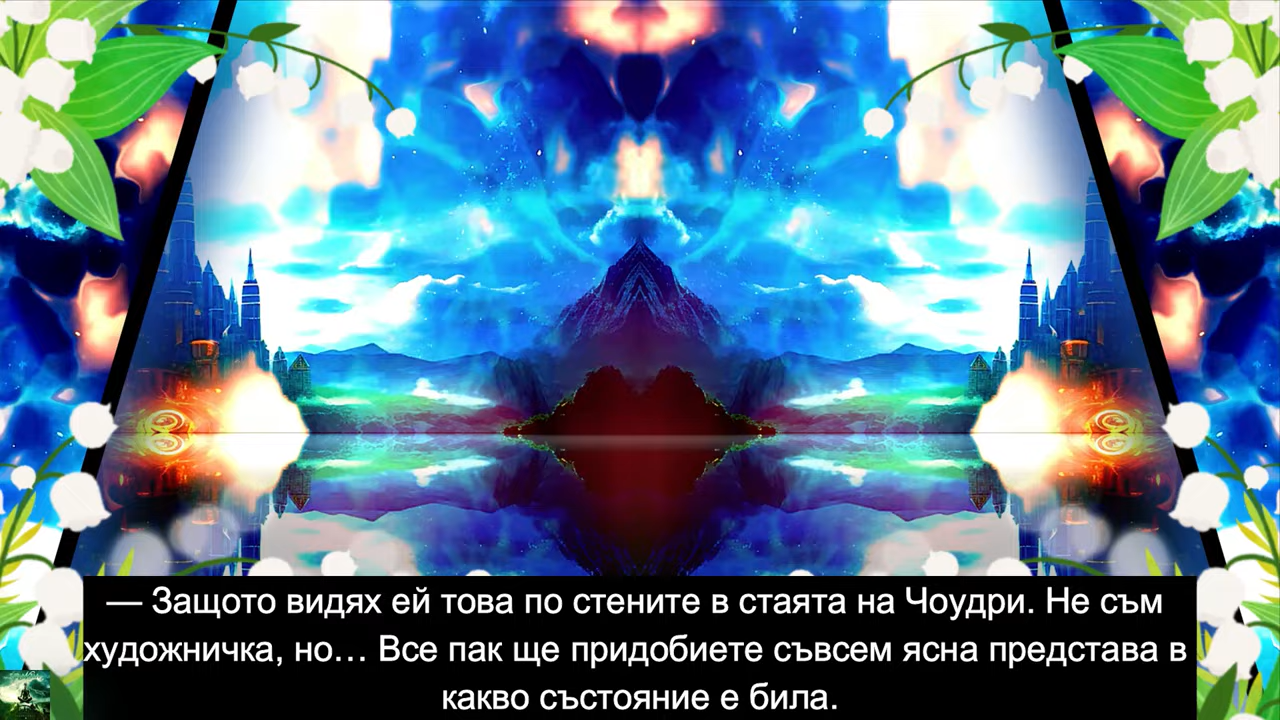 — Защото видях ей това по стените в стаята на Чоудри. Не съм
художничка, но… Все пак ще придобиете съвсем ясна представа в
какво състояние е била.